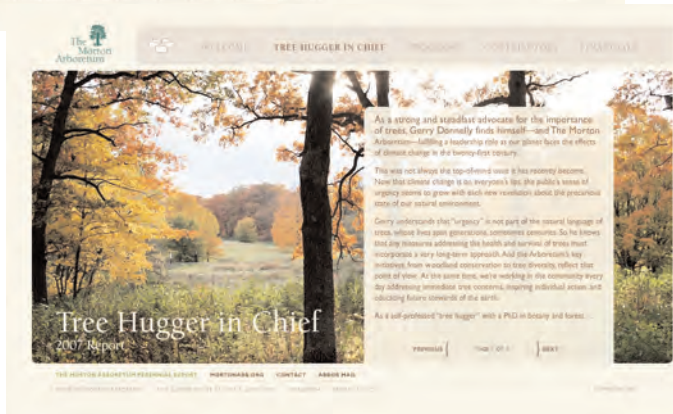 The
Morton
Arboretum
WELCOME TREE HUGGER IN CHIEF PROGRAMS CONTRIBUTORS FINANCIALS
As a strong and steadfast advocate for the importance
of trees, Gerry Donnelly finds himself—and The Morton
Arboretum—fulfilling a leadership role as our planet faces the effects
of climate change in the twenty-first century.
This was not always the top-of-mind issue it has recently become.
Now that climate change is on everyone's lips, the public's sense of
urgency seems to grow with each new revelation about the precarious
state of our natural environment.
Gerry understands that "urgency" is not part of the natural language of
trees, whose lives span generations, sometimes centuries. So he knows
that any measures addressing the health and survival of trees must
incorporate a very long-term approach. And the Arboretum's key
initiatives, from woodland conservation to tree diversity, reflect that
point of view. At the same time, we're working in the community every
day addressing immediate tree concerns, inspiring individual action, and
educating future stewards of the earth.
As a self-professed "tree hugger" with a PhD in botany and forest
Tree Hugger in Chief
2007 Report
PREVIOUS PAGE 1 OF NEXT
THE MORTON ARBORETUM PERENNIAL REPORT MORTONARB.ORG CONTACT ARBOR MAIL